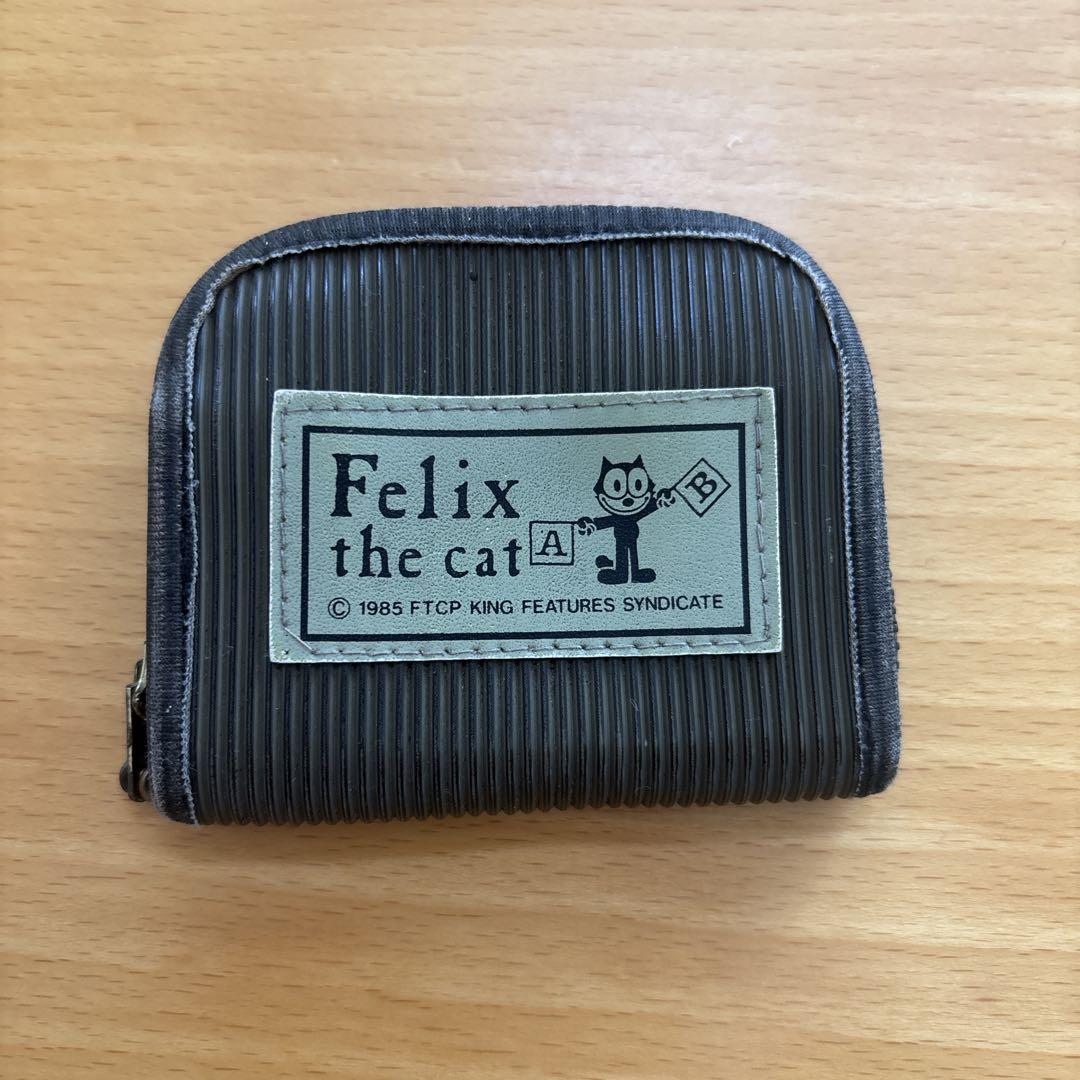 Felix
the cat
A
B
© 1985 FTCP KING FEATURES SYNDICATE